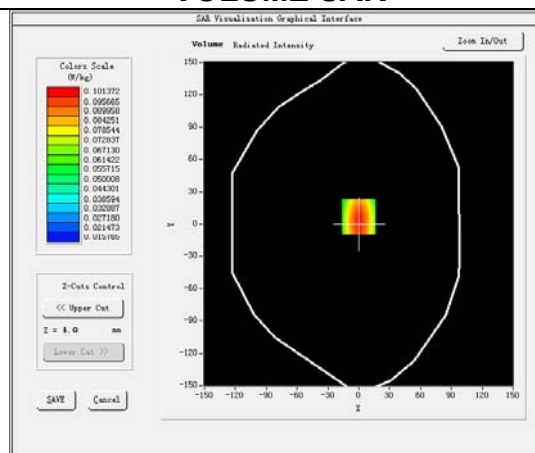 SAR Visualisation Graphical Interface
Volume Radiated Intensity
Zoom In/Out
Colors Scale
(W/kg)
0.101372
0.095665
0.089958
0.084251
0.078544
0.072837
0.067130
0.061422
0.055715
0.050008
0.044301
0.038594
0.032887
0.027180
0.021473
0.015765
Z-Cuts Control
<< Upper Cut
Z = 4.0 mm
Lower Cut >>
SAVE Cancel
150
120
90
60
30
0
-30
-60
-90
-120
-150
Y
-150 -120 -90 -60 -30 0 30 60 90 120 150
X